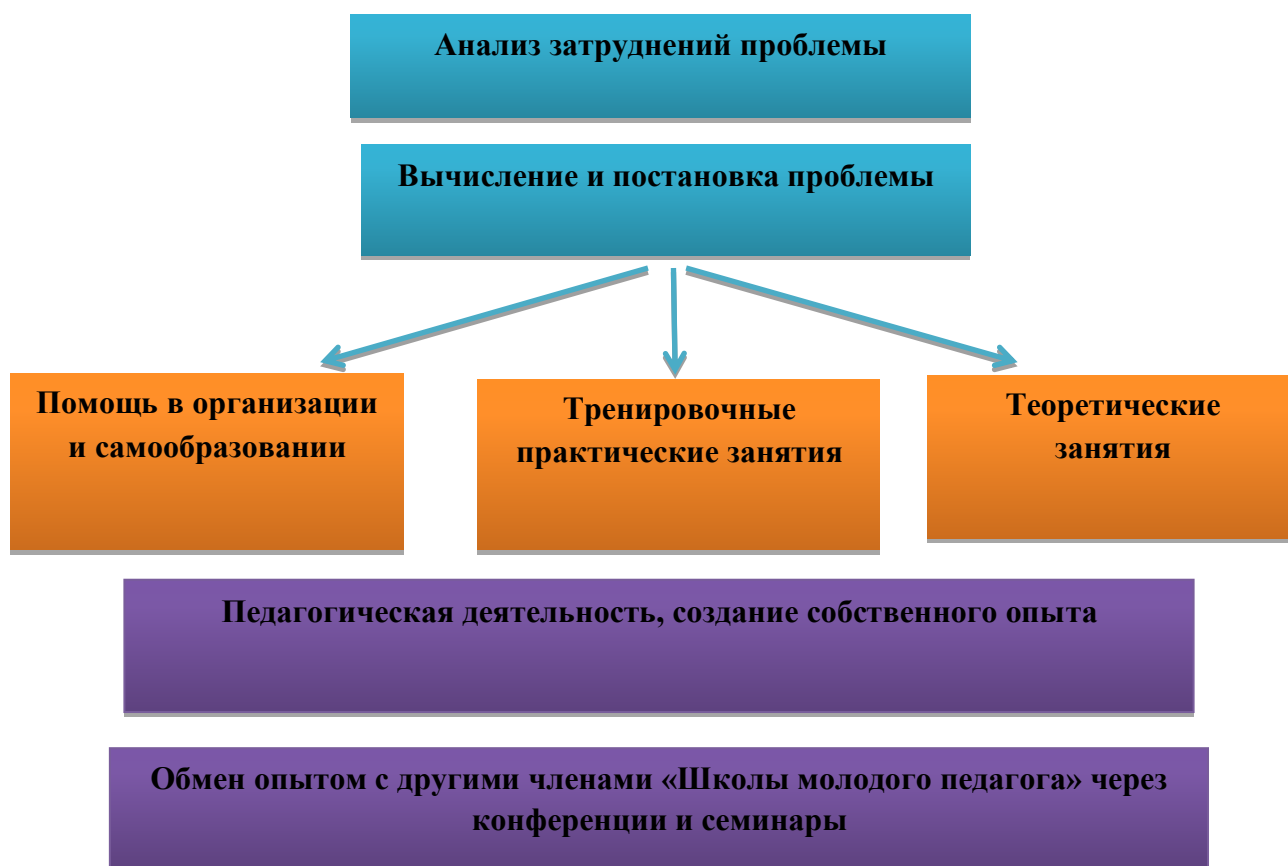 Анализ затруднений проблемы
Вычисление и постановка проблемы
Помощь в организации
и самообразовании
Тренировочные
практические занятия
Теоретические
занятия
Педагогическая деятельность, создание собственного опыта
Обмен опытом с другими членами «Школы молодого педагога» через
конференции и семинары